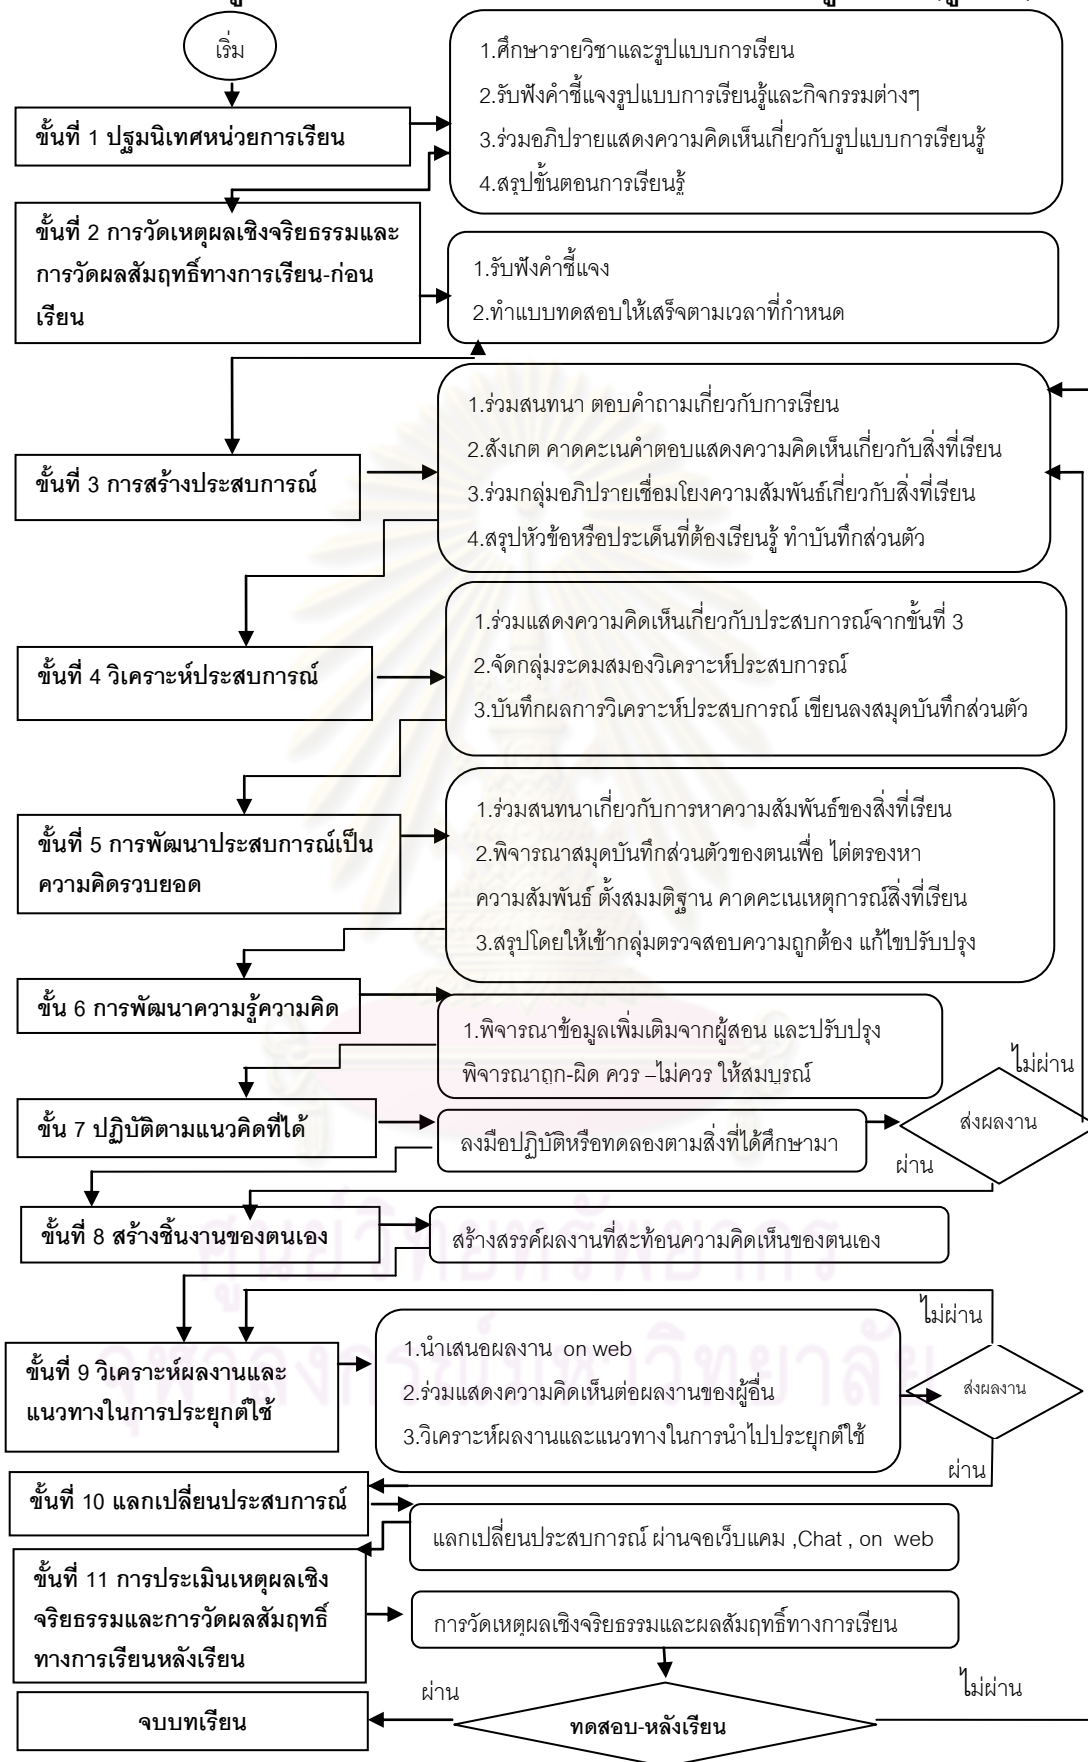 เริ่ม
1.ศึกษารายวิชาและรูปแบบการเรียน
2.รับฟังคำชี้แจงรูปแบบการเรียนรู้และกิจกรรมต่างๆ
3.ร่วมอภิปรายแสดงความคิดเห็นเกี่ยวกับรูปแบบการเรียนรู้
4.สรุปขั้นตอนการเรียนรู้
ขั้นที่ 1 ปฐมนิเทศหน่วยการเรียน
ขั้นที่ 2 การวัดเหตุผลเชิงจริยธรรมและ
การวัดผลสัมฤทธิ์ทางการเรียน-ก่อน
เรียน
1.รับฟังคำชี้แจง
2.ทำแบบทดสอบให้เสร็จตามเวลาที่กำหนด
ขั้นที่ 3 การสร้างประสบการณ์
1.ร่วมสนทนา ตอบคำถามเกี่ยวกับการเรียน
2.สังเกต คาดคะเนคำตอบแสดงความคิดเห็นเกี่ยวกับสิ่งที่เรียน
3.ร่วมกลุ่มอภิปรายเชื่อมโยงความสัมพันธ์เกี่ยวกับสิ่งที่เรียน
4.สรุปหัวข้อหรือประเด็นที่ต้องเรียนรู้ ทำบันทึกส่วนตัว
ขั้นที่ 4 วิเคราะห์ประสบการณ์
1.ร่วมแสดงความคิดเห็นเกี่ยวกับประสบการณ์จากขั้นที่ 3
2.จัดกลุ่มระดมสมองวิเคราะห์ประสบการณ์
3.บันทึกผลการวิเคราะห์ประสบการณ์ เขียนลงสมุดบันทึกส่วนตัว
ขั้นที่ 5 การพัฒนาประสบการณ์เป็น
ความคิดรวบยอด
1.ร่วมสนทนาเกี่ยวกับการหาความสัมพันธ์ของสิ่งที่เรียน
2.พิจารณาสมุดบันทึกส่วนตัวของตนเพื่อ ไต่ตรองหา
ความสัมพันธ์ ตั้งสมมติฐาน คาดคะเนเหตุการณ์สิ่งที่เรียน
3.สรุปโดยให้เข้ากลุ่มตรวจสอบความถูกต้อง แก้ไขปรับปรุง
ขั้น 6 การพัฒนาความรู้ความคิด
1.พิจารณาข้อมูลเพิ่มเติมจากผู้สอน และปรับปรุง
พิจารณาถูก-ผิด ควร –ไม่ควร ให้สมบูรณ์
ไม่ผ่าน
ขั้น 7 ปฏิบัติตามแนวคิดที่ได้
ลงมือปฏิบัติหรือทดลองตามสิ่งที่ได้ศึกษามา
ส่งผลงาน
ผ่าน
ขั้นที่ 8 สร้างชิ้นงานของตนเอง
สร้างสรรค์ผลงานที่สะท้อนความคิดเห็นของตนเอง
ศูนย์วิทยทรัพยากร
จุฬาลงกรณ์มหาวิทยาลัย
ไม่ผ่าน
ขั้นที่ 9 วิเคราะห์ผลงานและ
แนวทางในการประยุกต์ใช้
1.นำเสนอผลงาน on web
2.ร่วมแสดงความคิดเห็นต่อผลงานของผู้อื่น
3.วิเคราะห์ผลงานและแนวทางในการนำไปประยุกต์ใช้
ส่งผลงาน
ผ่าน
ขั้นที่ 10 แลกเปลี่ยนประสบการณ์
แลกเปลี่ยนประสบการณ์ ผ่านจอเว็บแคม ,Chat , on web
ขั้นที่ 11 การประเมินเหตุผลเชิง
จริยธรรมและการวัดผลสัมฤทธิ์
ทางการเรียนหลังเรียน
การวัดเหตุผลเชิงจริยธรรมและผลสัมฤทธิ์ทางการเรียน
ผ่าน
ไม่ผ่าน
จบบทเรียน
ทดสอบ-หลังเรียน